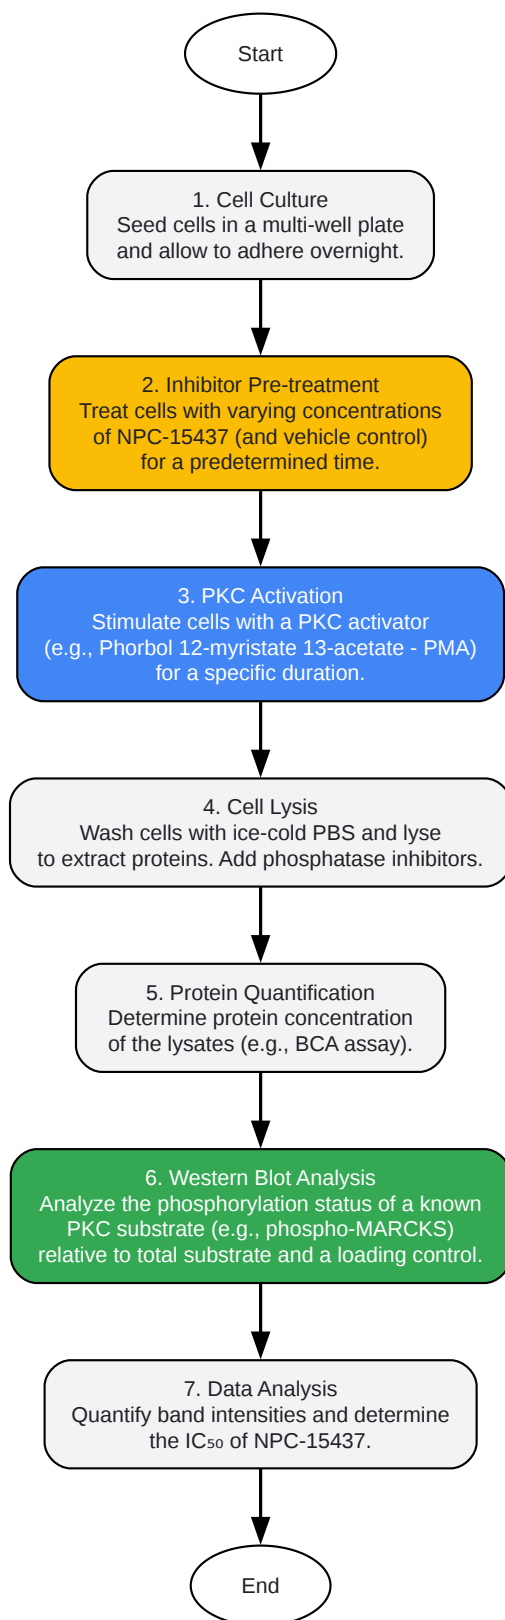 Start
1. Cell Culture
Seed cells in a multi-well plate
and allow to adhere overnight.
2. Inhibitor Pre-treatment
Treat cells with varying concentrations
of NPC-15437 (and vehicle control)
for a predetermined time.
3. PKC Activation
Stimulate cells with a PKC activator
(e.g., Phorbol 12-myristate 13-acetate - PMA)
for a specific duration.
4. Cell Lysis
Wash cells with ice-cold PBS and lyse
to extract proteins. Add phosphatase inhibitors.
5. Protein Quantification
Determine protein concentration
of the lysates (e.g., BCA assay).
6. Western Blot Analysis
Analyze the phosphorylation status of a known
PKC substrate (e.g., phospho-MARCKS)
relative to total substrate and a loading control.
7. Data Analysis
Quantify band intensities and determine
the IC₅₀ of NPC-15437.
End